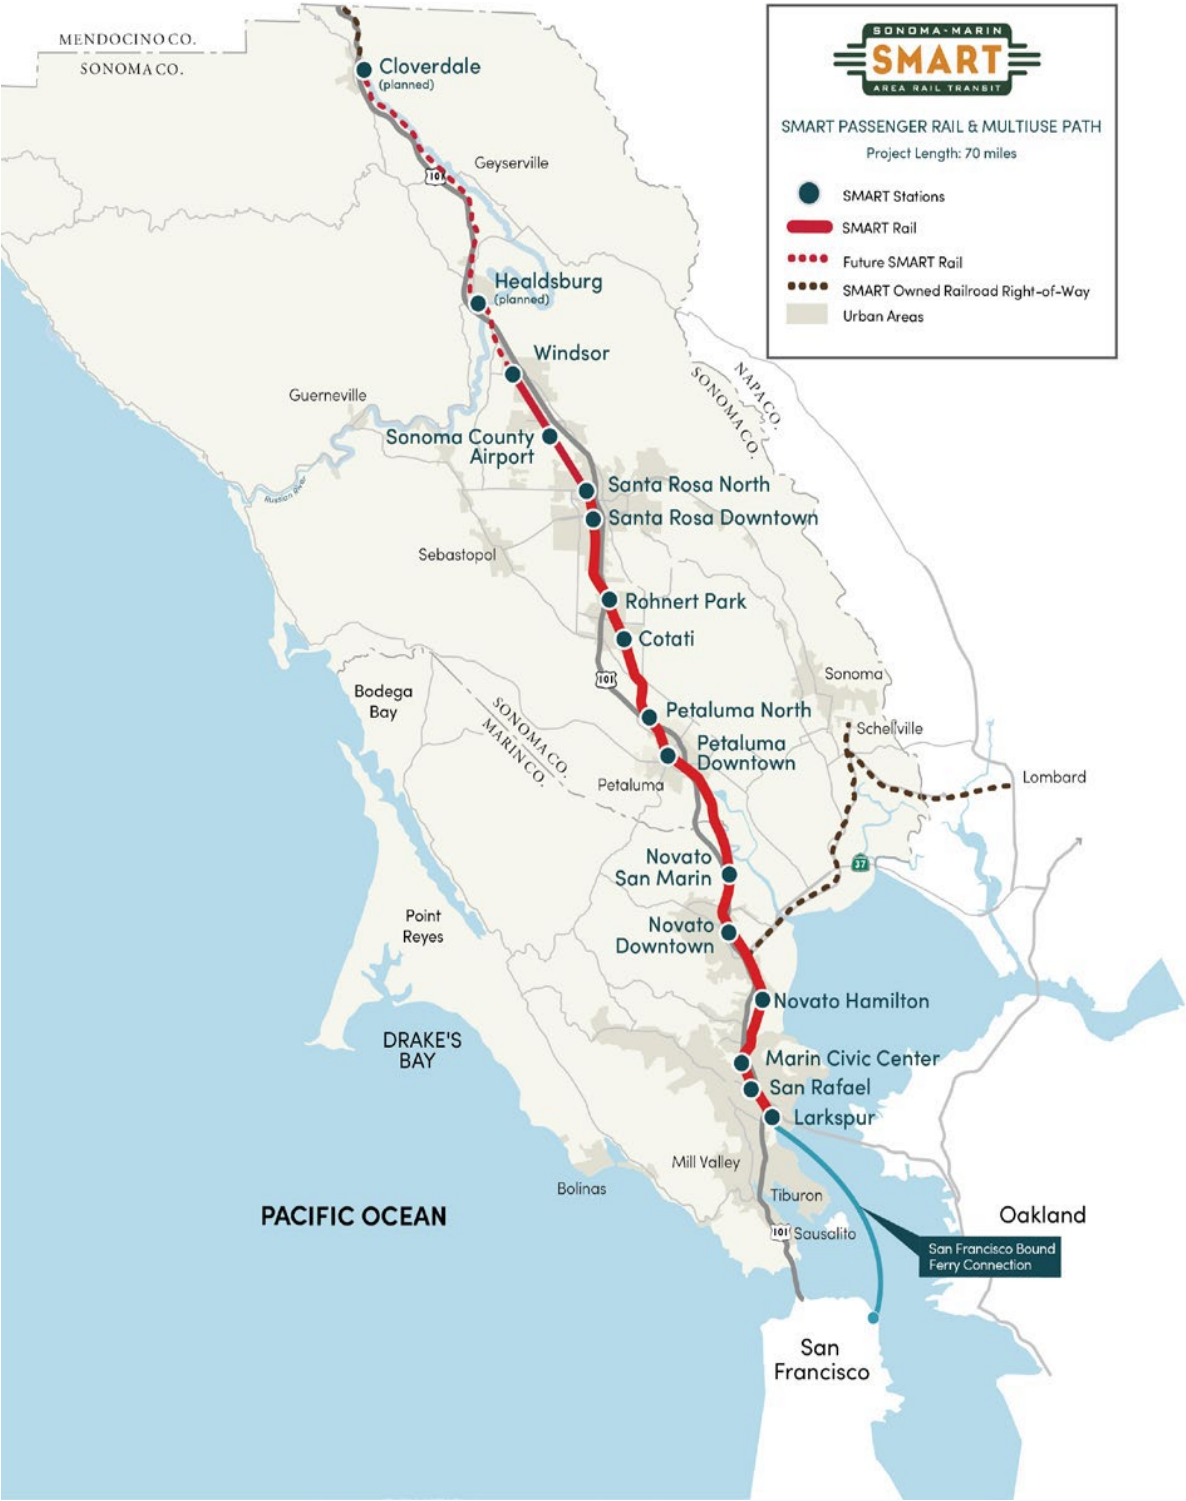 MENDOCINO CO.
SONOMA CO.
Cloverdale
(planned)
Geyserville
101
Healdsburg
(planned)
Windsor
Guerneville
Sonoma County
Airport
Russian River
Santa Rosa North
Santa Rosa Downtown
Sebastopol
Rohnert Park
Cotati
101
Sonoma
Bodega
Bay
SONOMA CO.
MARIN CO.
Petaluma North
Petaluma
Downtown
Petaluma
Schellville
Lombard
37
Novato
San Marin
Novato
Downtown
Point
Reyes
Novato Hamilton
DRAKE'S
BAY
Marin Civic Center
San Rafael
Larkspur
Mill Valley
Bolinas
Tiburon
PACIFIC OCEAN
101
Sausalito
Oakland
San Francisco Bound
Ferry Connection
San
Francisco
NAPA CO.
SONOMA CO.
SONOMA-MARIN
SMART
AREA RAIL TRANSIT
SMART PASSENGER RAIL & MULTIUSE PATH
Project Length: 70 miles
SMART Stations
SMART Rail
Future SMART Rail
SMART Owned Railroad Right-of-Way
Urban Areas